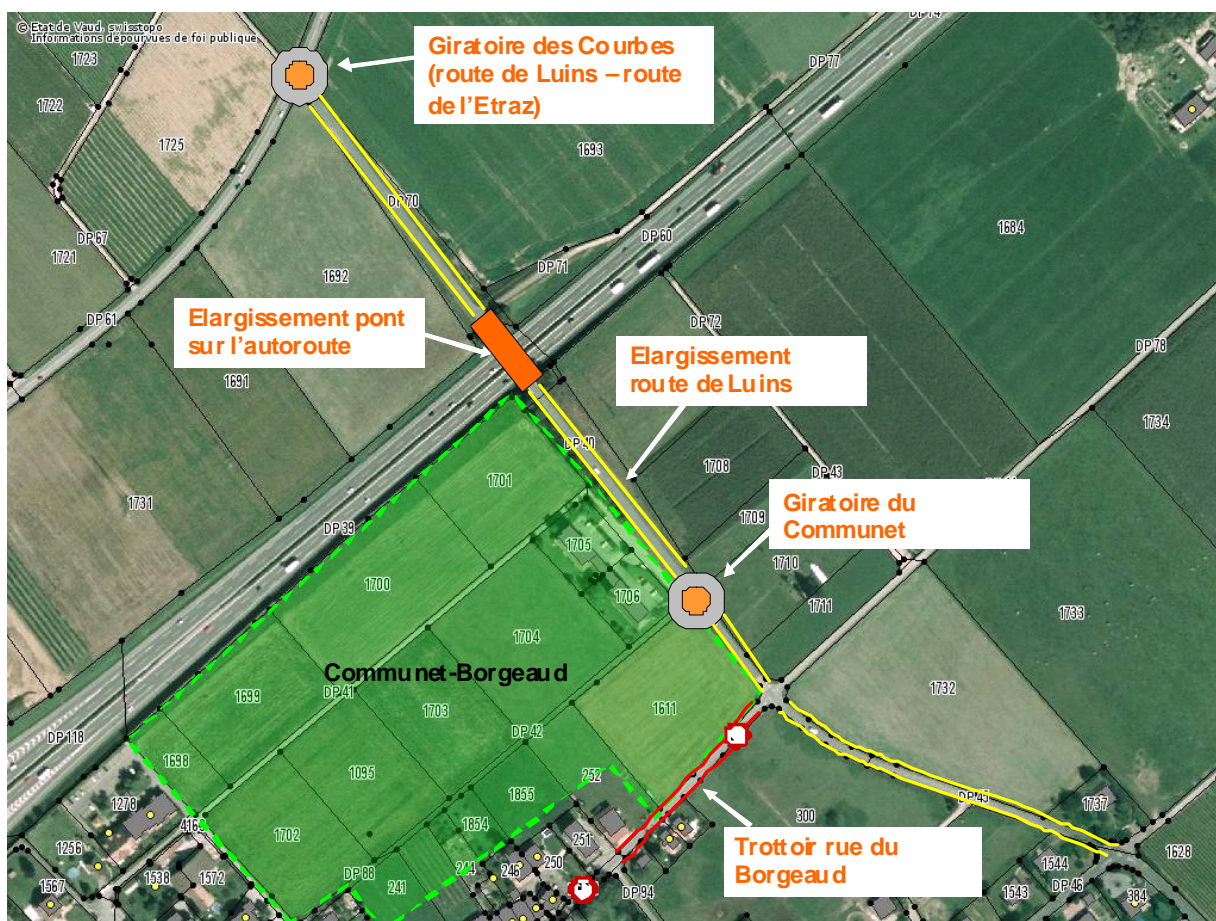 © Etat de Vaud, swisstopo
Informations dépourvues de foi publique
Giratoire des Courbes
(route de Luins – route
de l'Etraz)
DP 74
DP 77
1723
1722
1725
1693
DP 70
1684
DP 67
1721
DP 60
DP 71
1692
DP 61
Elargissement pont
sur l'autoroute
DP 72
Elargissement
route de Luins
DP 78
1691
1734
DP 40
1708
DP 43
1701
1731
DP 39
1709
Giratoire du
Communet
1705
1710
1700
1706
1711
1733
1704
Communet-Borgeaud
1699
DP 41
1703
1611
1732
DP 42
DP 118
1698
1095
252
1855
DP 45
1278
1737
4169
1702
1854
251
300
Trottoir rue du
Borgeaud
1256
244
246
250
1544
1628
1538
1572
DP 88
241
DP 94
1567
1543
DP 46
384